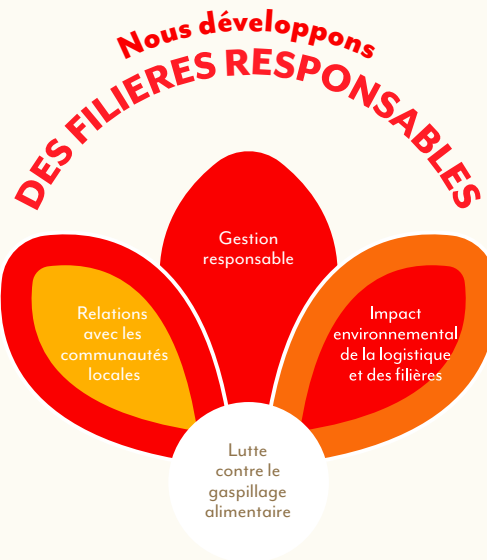 Nous développons
DES FILIERES RESPONSABLES
Gestion
responsable
Relations
avec les
communautés
locales
Impact
environnemental
de la logistique
et des filières
Lutte
contre le
gaspillage
alimentaire